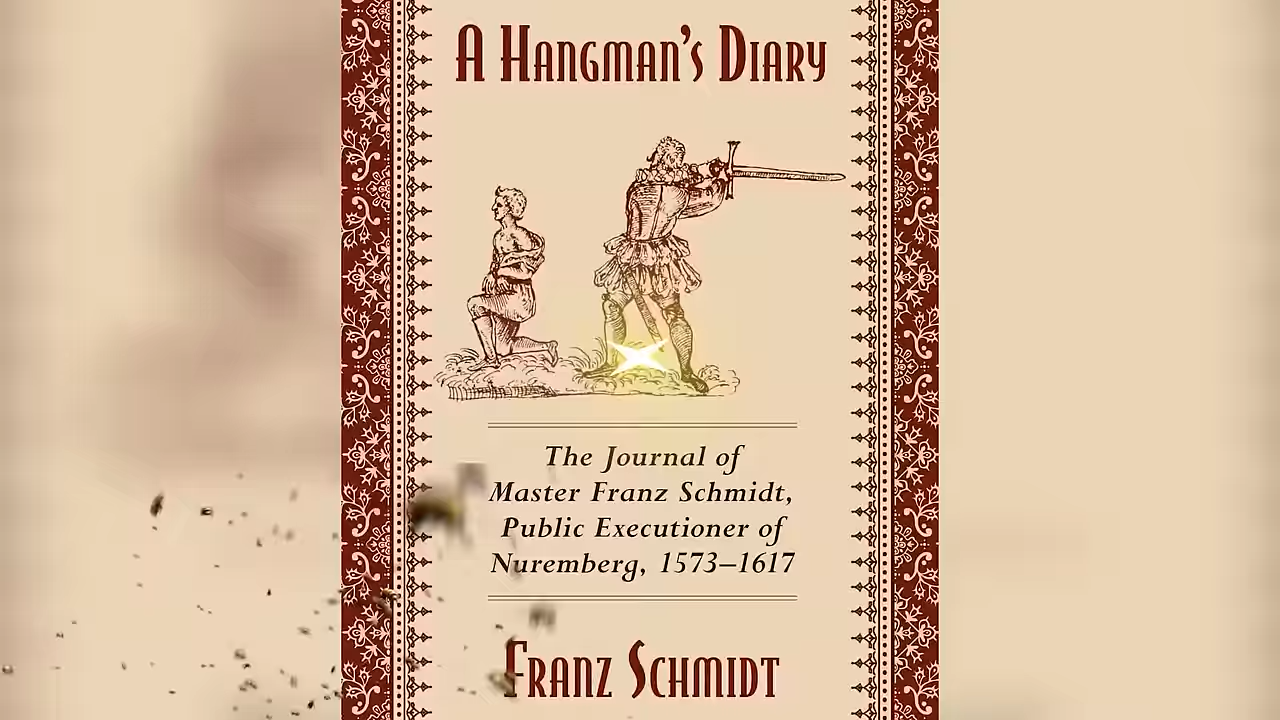 A Hangman's Diary
The Journal of
Master Franz Schmidt,
Public Executioner of
Nuremberg, 1573–1617
Franz Schmidt